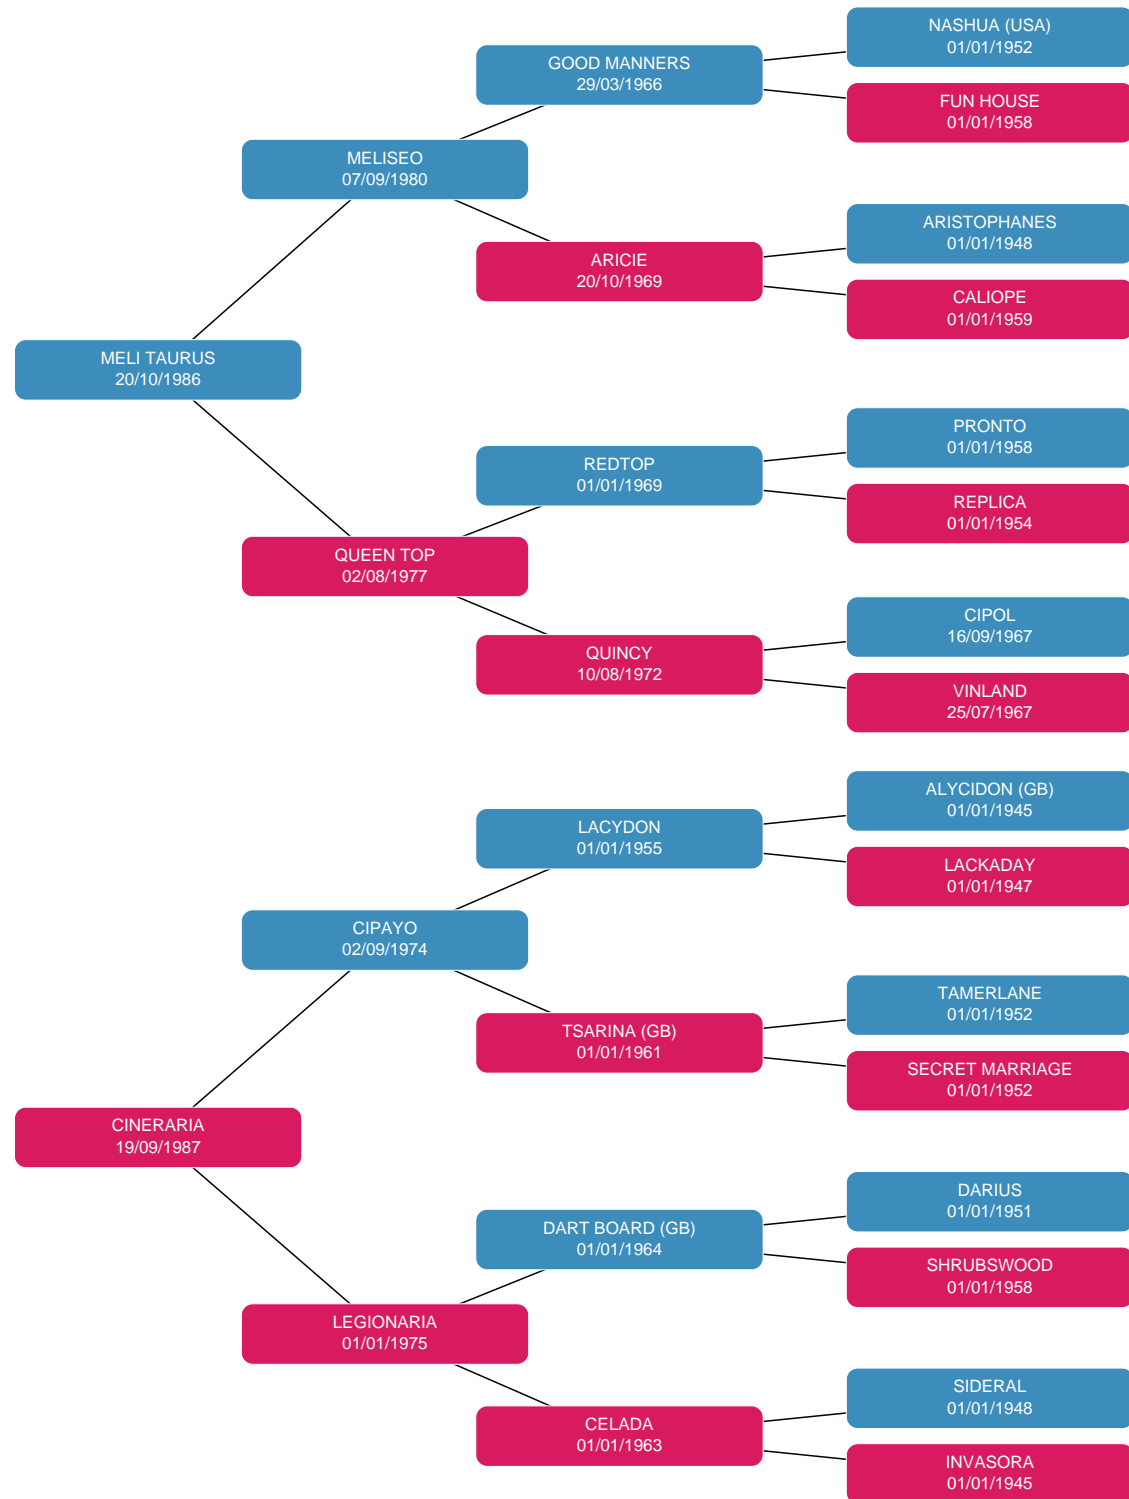 NASHUA (USA)
01/01/1952
GOOD MANNERS
29/03/1966
FUN HOUSE
01/01/1958
MELISEO
07/09/1980
ARISTOPHANES
01/01/1948
ARICIE
20/10/1969
CALIOPE
01/01/1959
MELI TAURUS
20/10/1986
PRONTO
01/01/1958
REDTOP
01/01/1969
REPLICA
01/01/1954
QUEEN TOP
02/08/1977
CIPOL
16/09/1967
QUINCY
10/08/1972
VINLAND
25/07/1967
ALYCIDON (GB)
01/01/1945
LACYDON
01/01/1955
LACKADAY
01/01/1947
CIPAYO
02/09/1974
TAMERLANE
01/01/1952
TSARINA (GB)
01/01/1961
SECRET MARRIAGE
01/01/1952
CINERARIA
19/09/1987
DARIUS
01/01/1951
DART BOARD (GB)
01/01/1964
SHRUBSWOOD
01/01/1958
LEGIONARIA
01/01/1975
SIDERAL
01/01/1948
CELADA
01/01/1963
INVASORA
01/01/1945